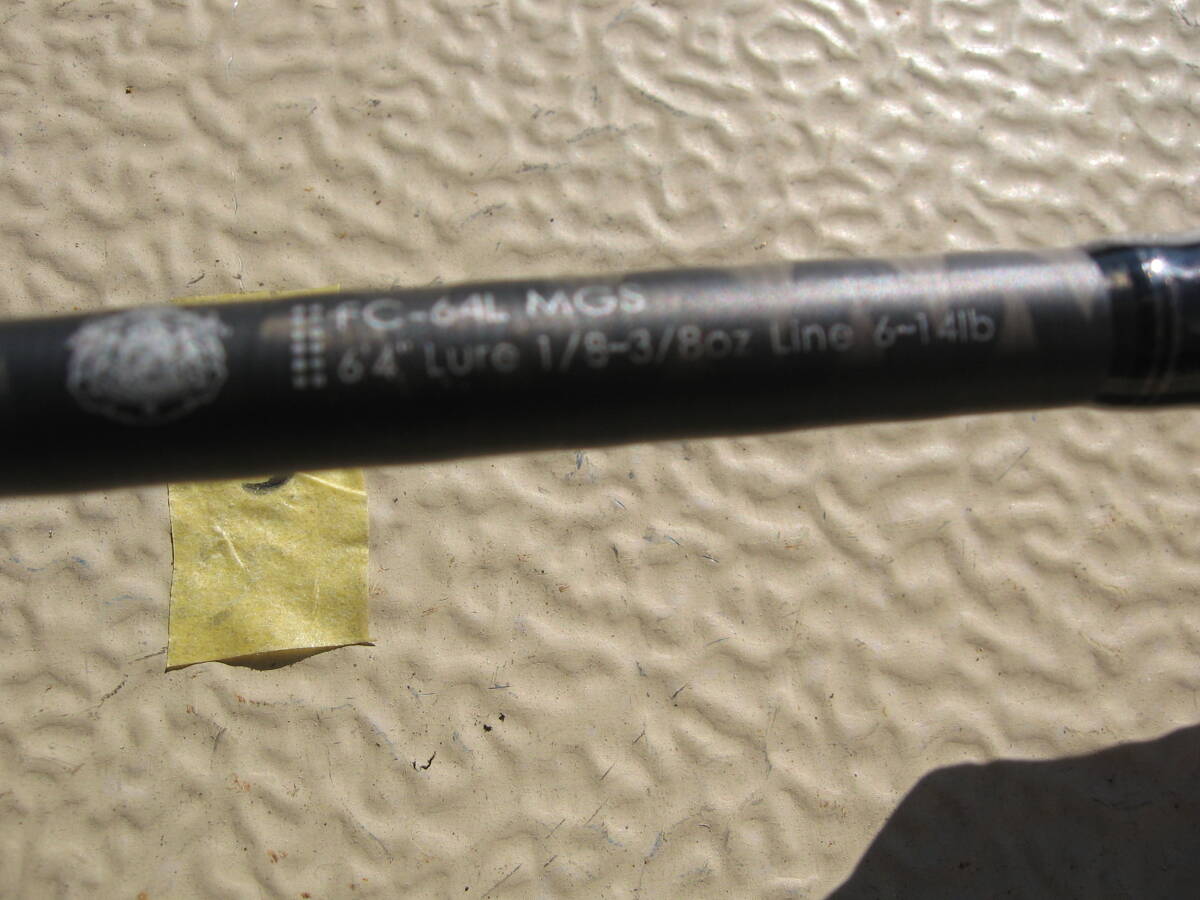 FC-64L MGS
6'4" Lure 1/8-3/8oz Line 6-14lb